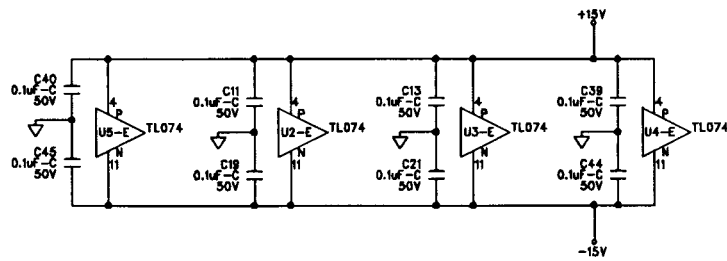 +15V
C40
0.1uF-C
50V
4
P
U5-E
TL074
N
11
C45
0.1uF-C
50V
C11
0.1uF-C
50V
4
P
U2-E
TL074
N
11
C19
0.1uF-C
50V
C13
0.1uF-C
50V
4
P
U3-E
TL074
N
11
C21
0.1uF-C
50V
C39
0.1uF-C
50V
4
P
U4-E
TL074
N
11
C44
0.1uF-C
50V
-15V